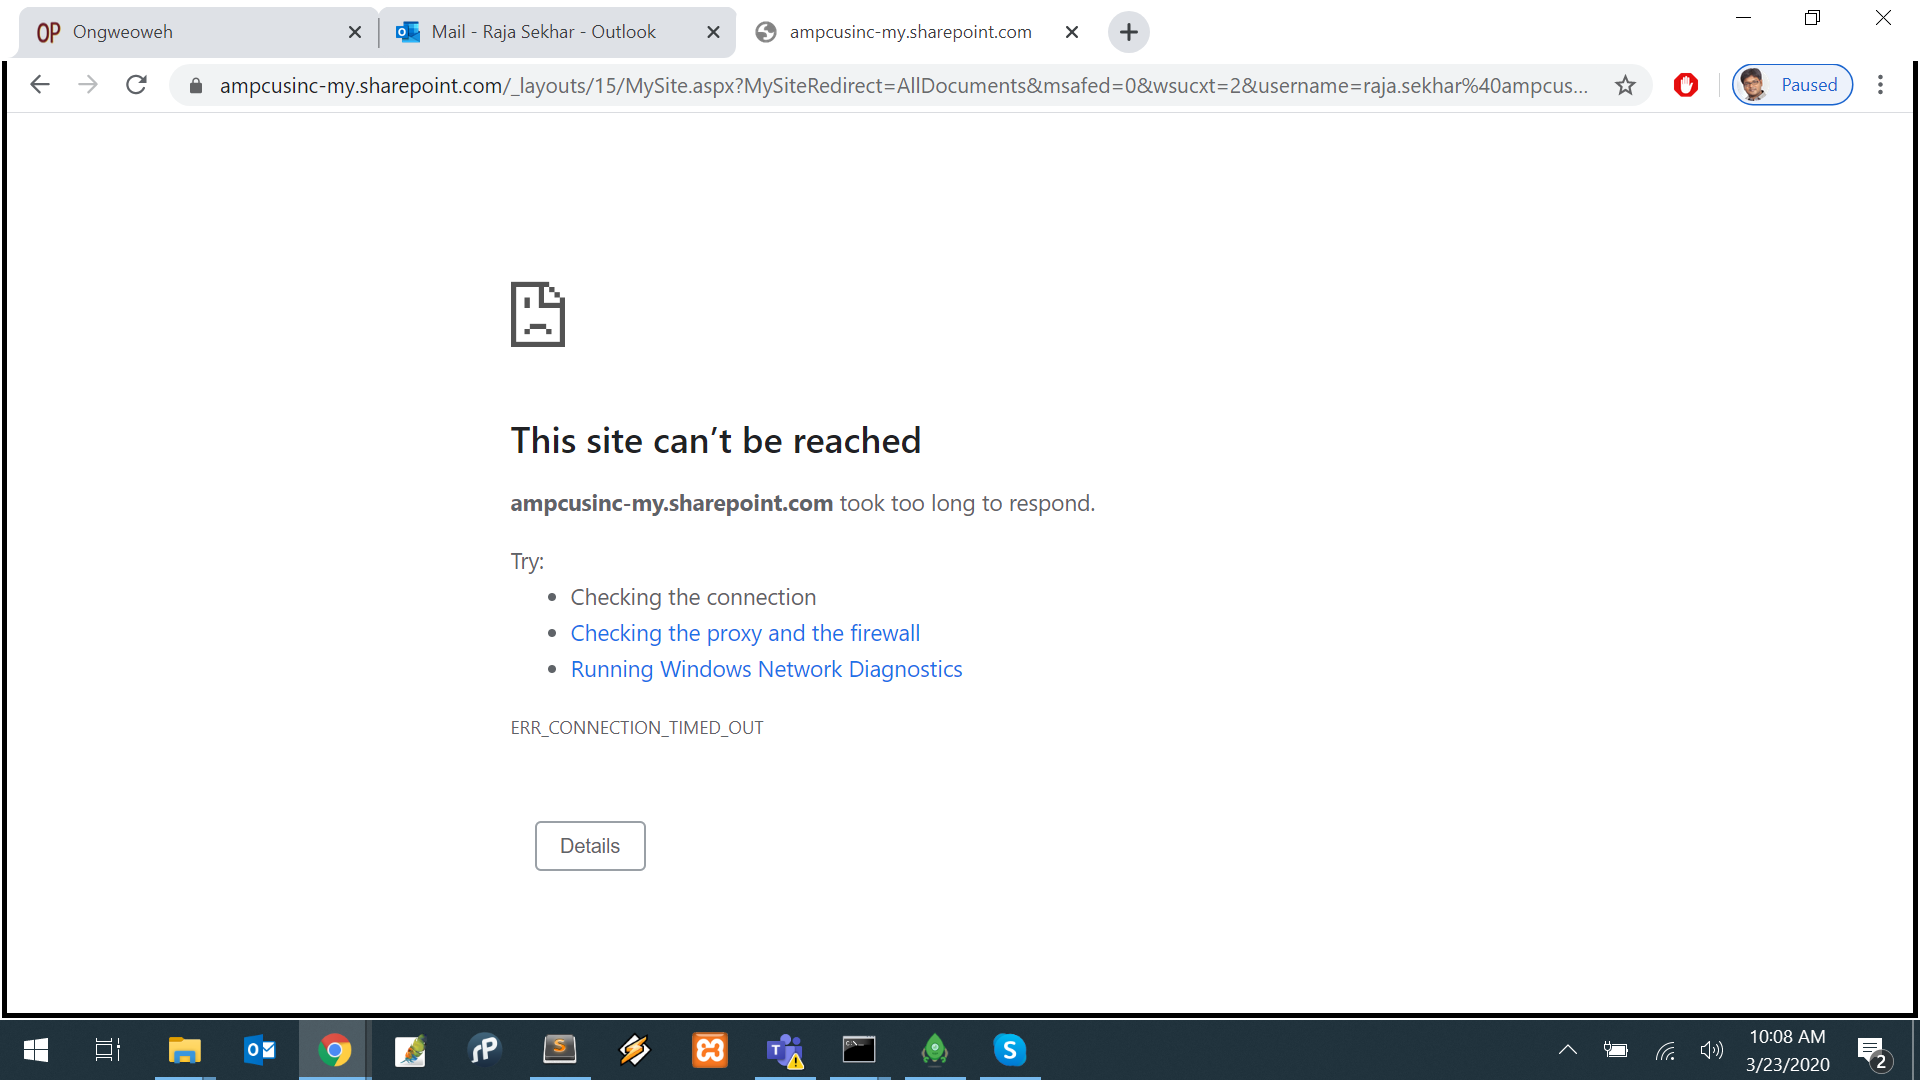 OP Ongweoweh
Mail - Raja Sekhar - Outlook
ampcusinc-my.sharepoint.com
ampcusinc-my.sharepoint.com/_layouts/15/MySite.aspx?MySiteRedirect=AllDocuments&msafed=0&wsucxt=2&username=raja.sekhar%40ampcus...
Paused
This site can’t be reached
ampcusinc-my.sharepoint.com took too long to respond.
Try:
• Checking the connection
• Checking the proxy and the firewall
• Running Windows Network Diagnostics
ERR_CONNECTION_TIMED_OUT
Details
10:08 AM
3/23/2020
2